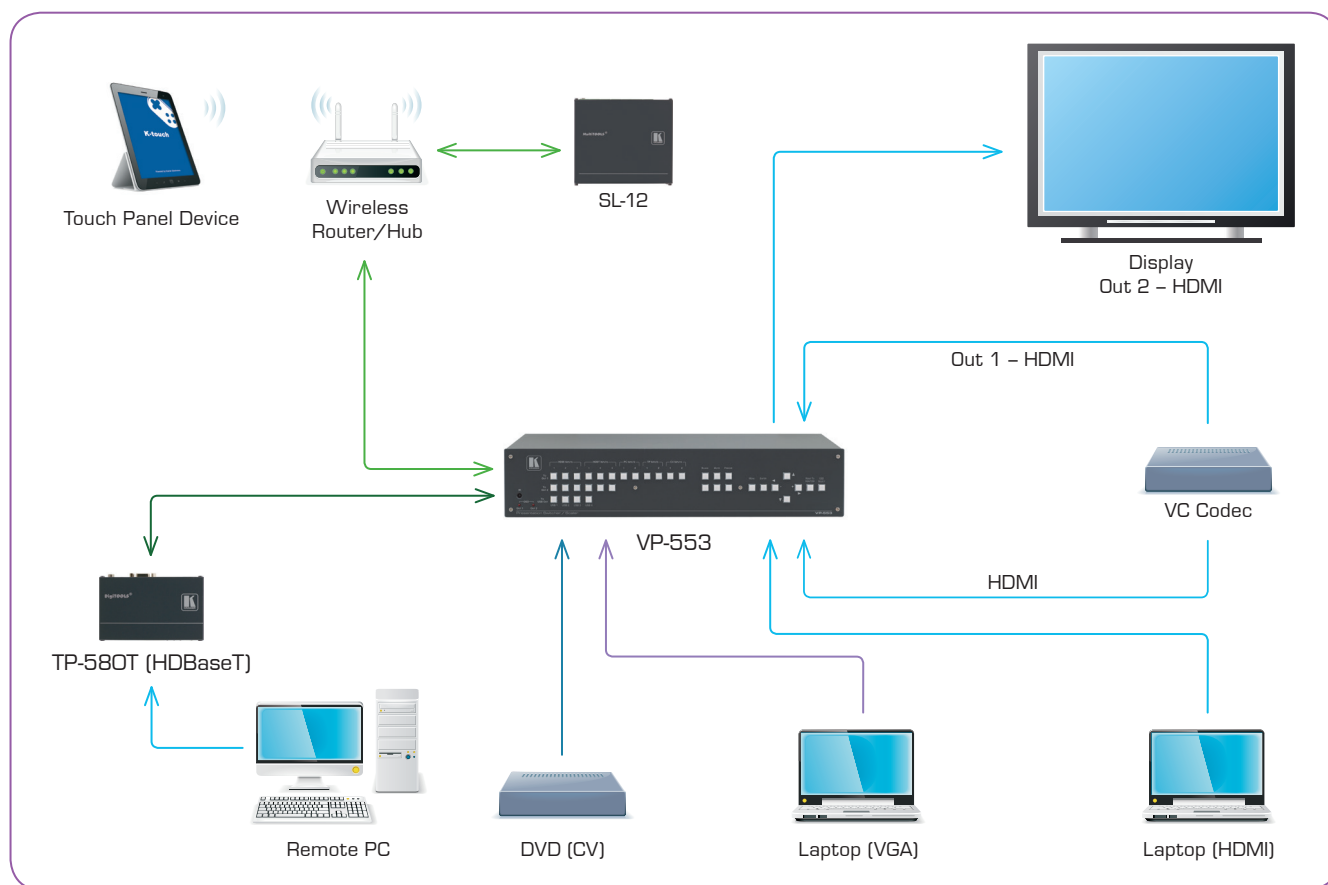 K-touch
Touch Panel Device
Wireless
Router/Hub
K
SL-12
Display
Out 2 – HDMI
Out 1 – HDMI
K
VP-553
VC Codec
HDMI
K
TP-580T (HDBaseT)
Remote PC
DVD (CV)
Laptop (VGA)
Laptop (HDMI)